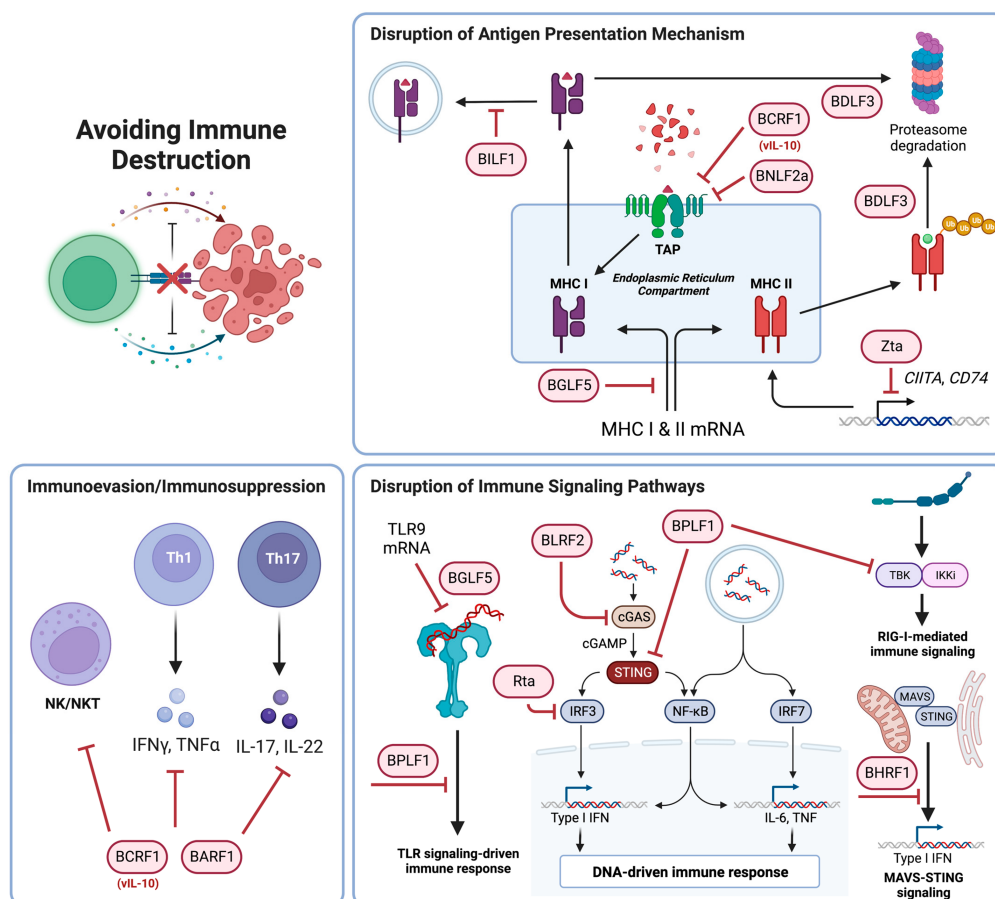 Avoiding Immune
Destruction
Disruption of Antigen Presentation Mechanism
BILF1
BDLF3
BCRF1
(vIL-10)
BNLF2a
Proteasome
degradation
BDLF3
Ub
Ub
Ub
Ub
TAP
MHC I
Endoplasmic Reticulum
Compartment
MHC II
Zta
CIITA, CD74
BGLF5
MHC I & II mRNA
Immunoevasion/Immunosuppression
Th1
Th17
NK/NKT
IFNγ, TNFα
IL-17, IL-22
BCRF1
(vIL-10)
BARF1
Disruption of Immune Signaling Pathways
TLR9
mRNA
BGLF5
BPLF1
TLR signaling-driven
immune response
BLRF2
BPLF1
cGAS
cGAMP
STING
Rta
IRF3
NF-κB
IRF7
Type I IFN
IL-6, TNF
DNA-driven immune response
TBK
IKKi
RIG-I-mediated
immune signaling
MAVS
STING
BHRF1
Type I IFN
MAVS-STING
signaling